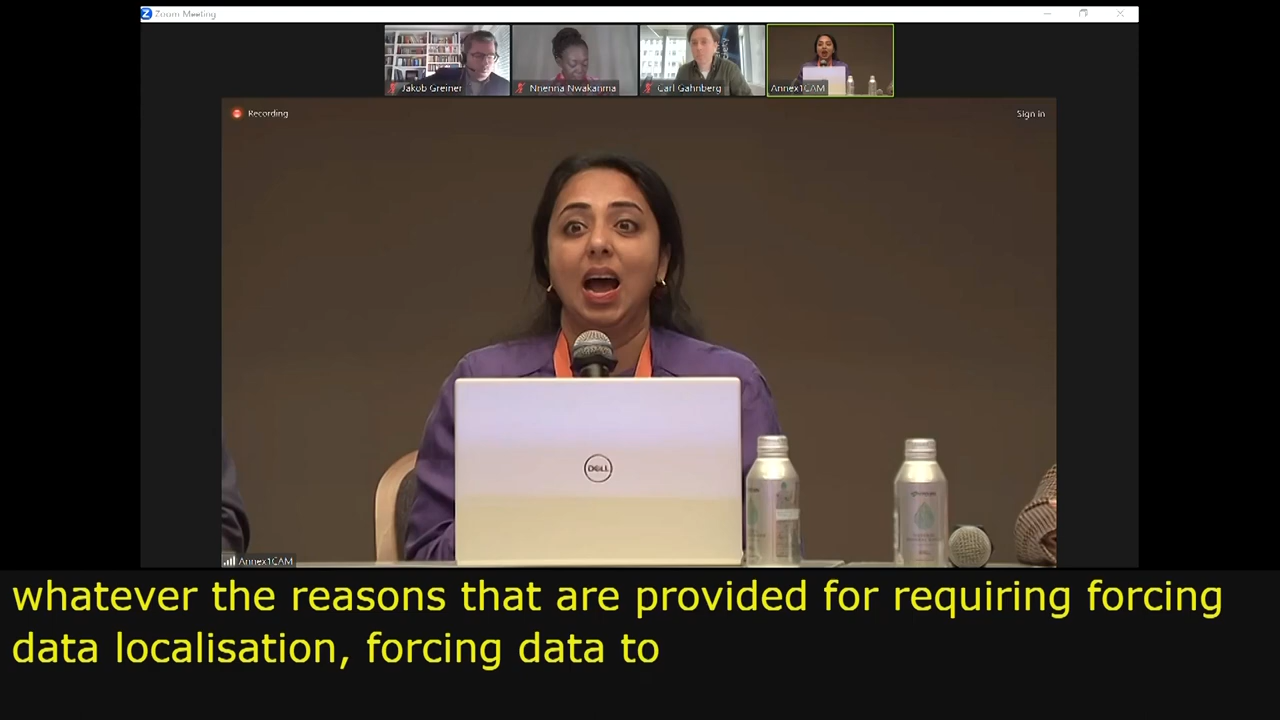 Zoom Meeting
Jakob Greiner
Nnenna Nwakanma
Carl Gahnberg
Annex1CAM
Recording
Sign in
DELL
Annex1CAM
whatever the reasons that are provided for requiring forcing
data localisation, forcing data to